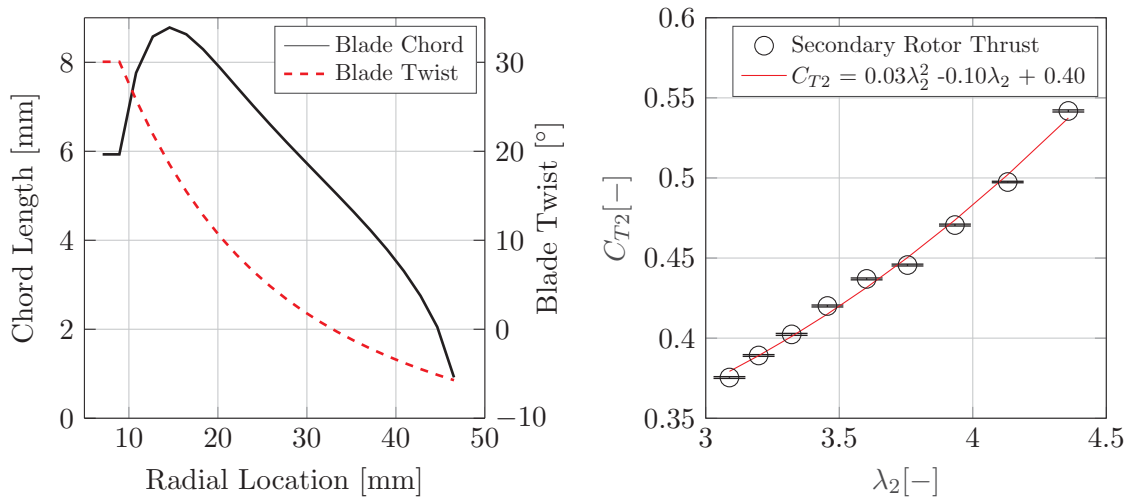 Blade Chord
Blade Twist
Chord Length [mm]
0
2
4
6
8
Blade Twist [°]
−10
0
10
20
30
10
20
30
40
50
Radial Location [mm]
Secondary Rotor Thrust
C_{T2} = 0.03λ_2^2 -0.10λ_2 + 0.40
C_{T2}[−]
0.35
0.4
0.45
0.5
0.55
0.6
3
3.5
4
4.5
λ_2[−]